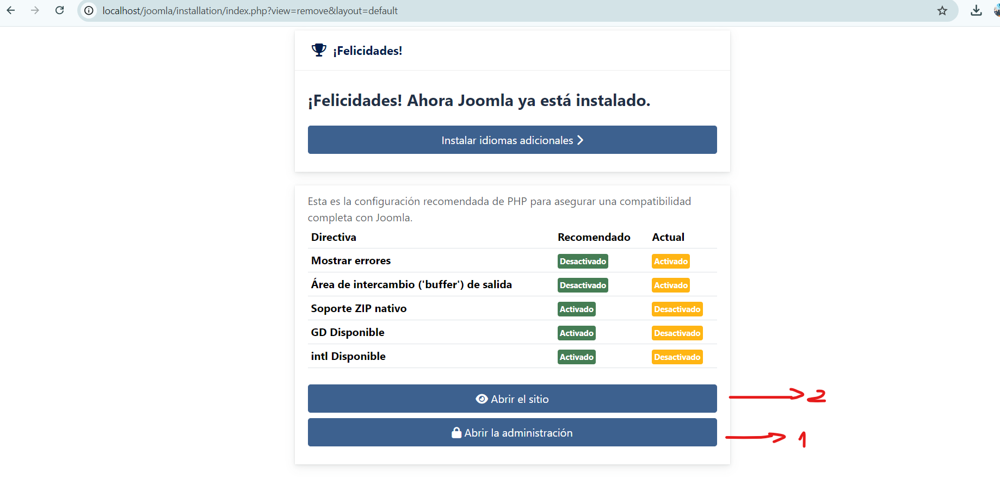 localhost/joomla/installation/index.php?view=remove&layout=default
¡Felicidades!
¡Felicidades! Ahora Joomla ya está instalado.
Instalar idiomas adicionales
Esta es la configuración recomendada de PHP para asegurar una compatibilidad
completa con Joomla.
Directiva Recomendado Actual
Mostrar errores Desactivado Activado
Área de intercambio ('buffer') de salida Desactivado Activado
Soporte ZIP nativo Activado Desactivado
GD Disponible Activado Desactivado
intl Disponible Activado Desactivado
Abrir el sitio 2
Abrir la administración 1